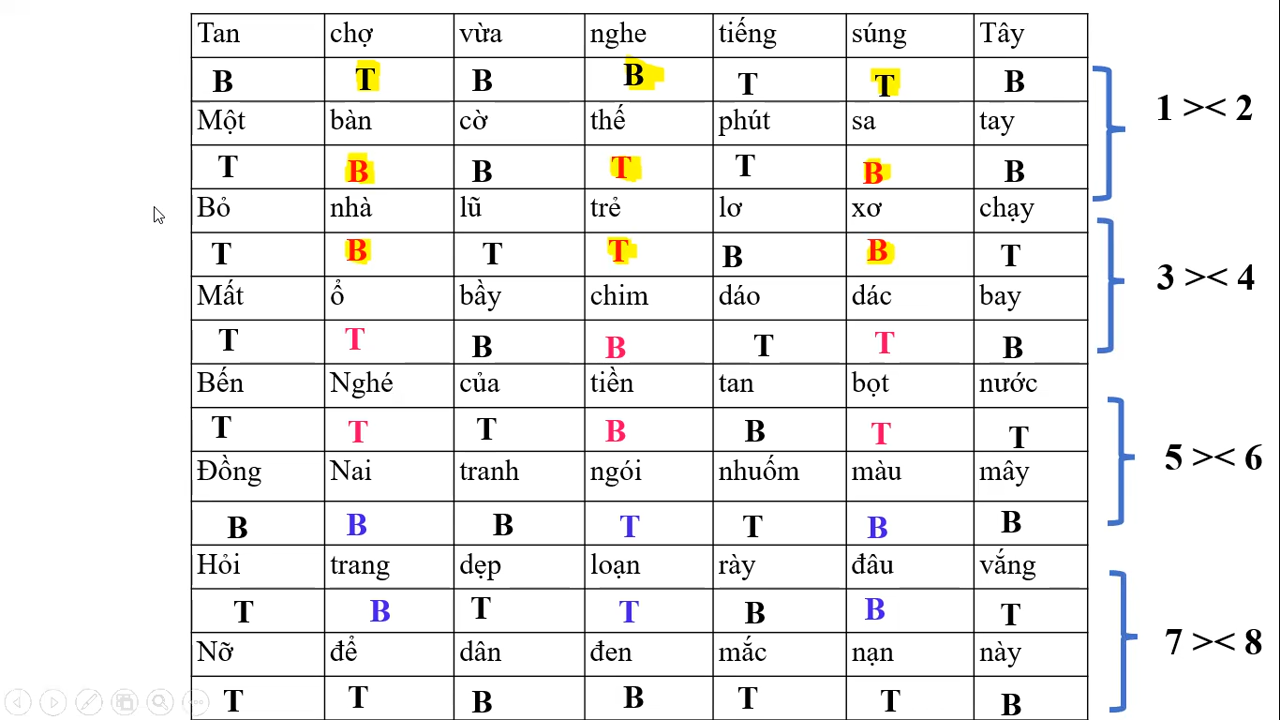 Tan chợ vừa nghe tiếng súng Tây
B T B B T T B
1 >< 2
Một bàn cờ thế phút sa tay
T B B T T B B
Bỏ nhà lũ trẻ lơ xơ chạy
T B T T B B T
3 >< 4
Mất ổ bầy chim dáo dác bay
T T B B T T B
Bến Nghé của tiền tan bọt nước
T T T B B T T
5 >< 6
Đồng Nai tranh ngói nhuốm màu mây
B B B T T B B
Hỏi trang dẹp loạn rày đâu vắng
T B T T B B T
7 >< 8
Nỡ để dân đen mắc nạn này
T T B B T T B